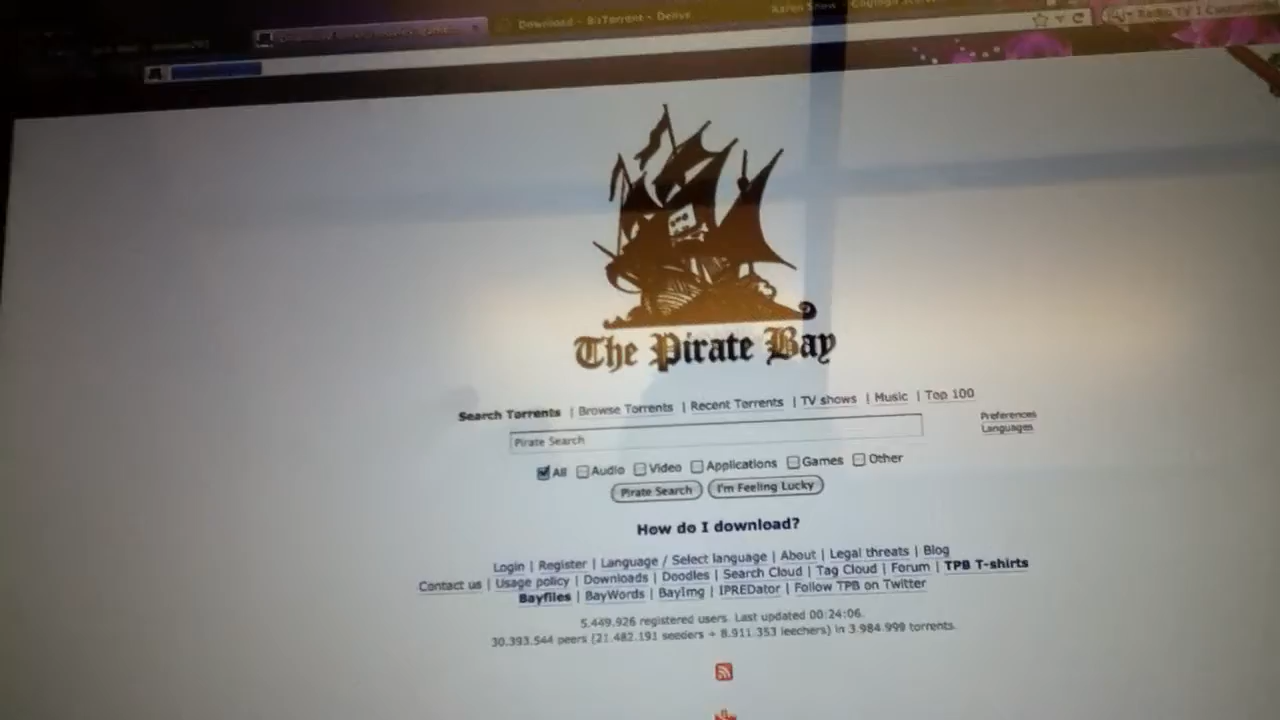 Download - BitTorrent - Deluge
The Pirate Bay
Search Torrents | Browse Torrents | Recent Torrents | TV shows | Music | Top 100
Pirate Search
Preferences
Languages
All Audio Video Applications Games Other
Pirate Search I'm Feeling Lucky
How do I download?
Login | Register | Language / Select language | About | Legal threats | Blog
Contact us | Usage policy | Downloads | Doodles | Search Cloud | Tag Cloud | Forum | TPB T-shirts
Bayfiles | BayWords | BayImg | IPREDator | Follow TPB on Twitter
5.449.926 registered users. Last updated 00:24:06.
30.393.544 peers (21.482.191 seeders + 8.911.353 leechers) in 3.984.999 torrents.